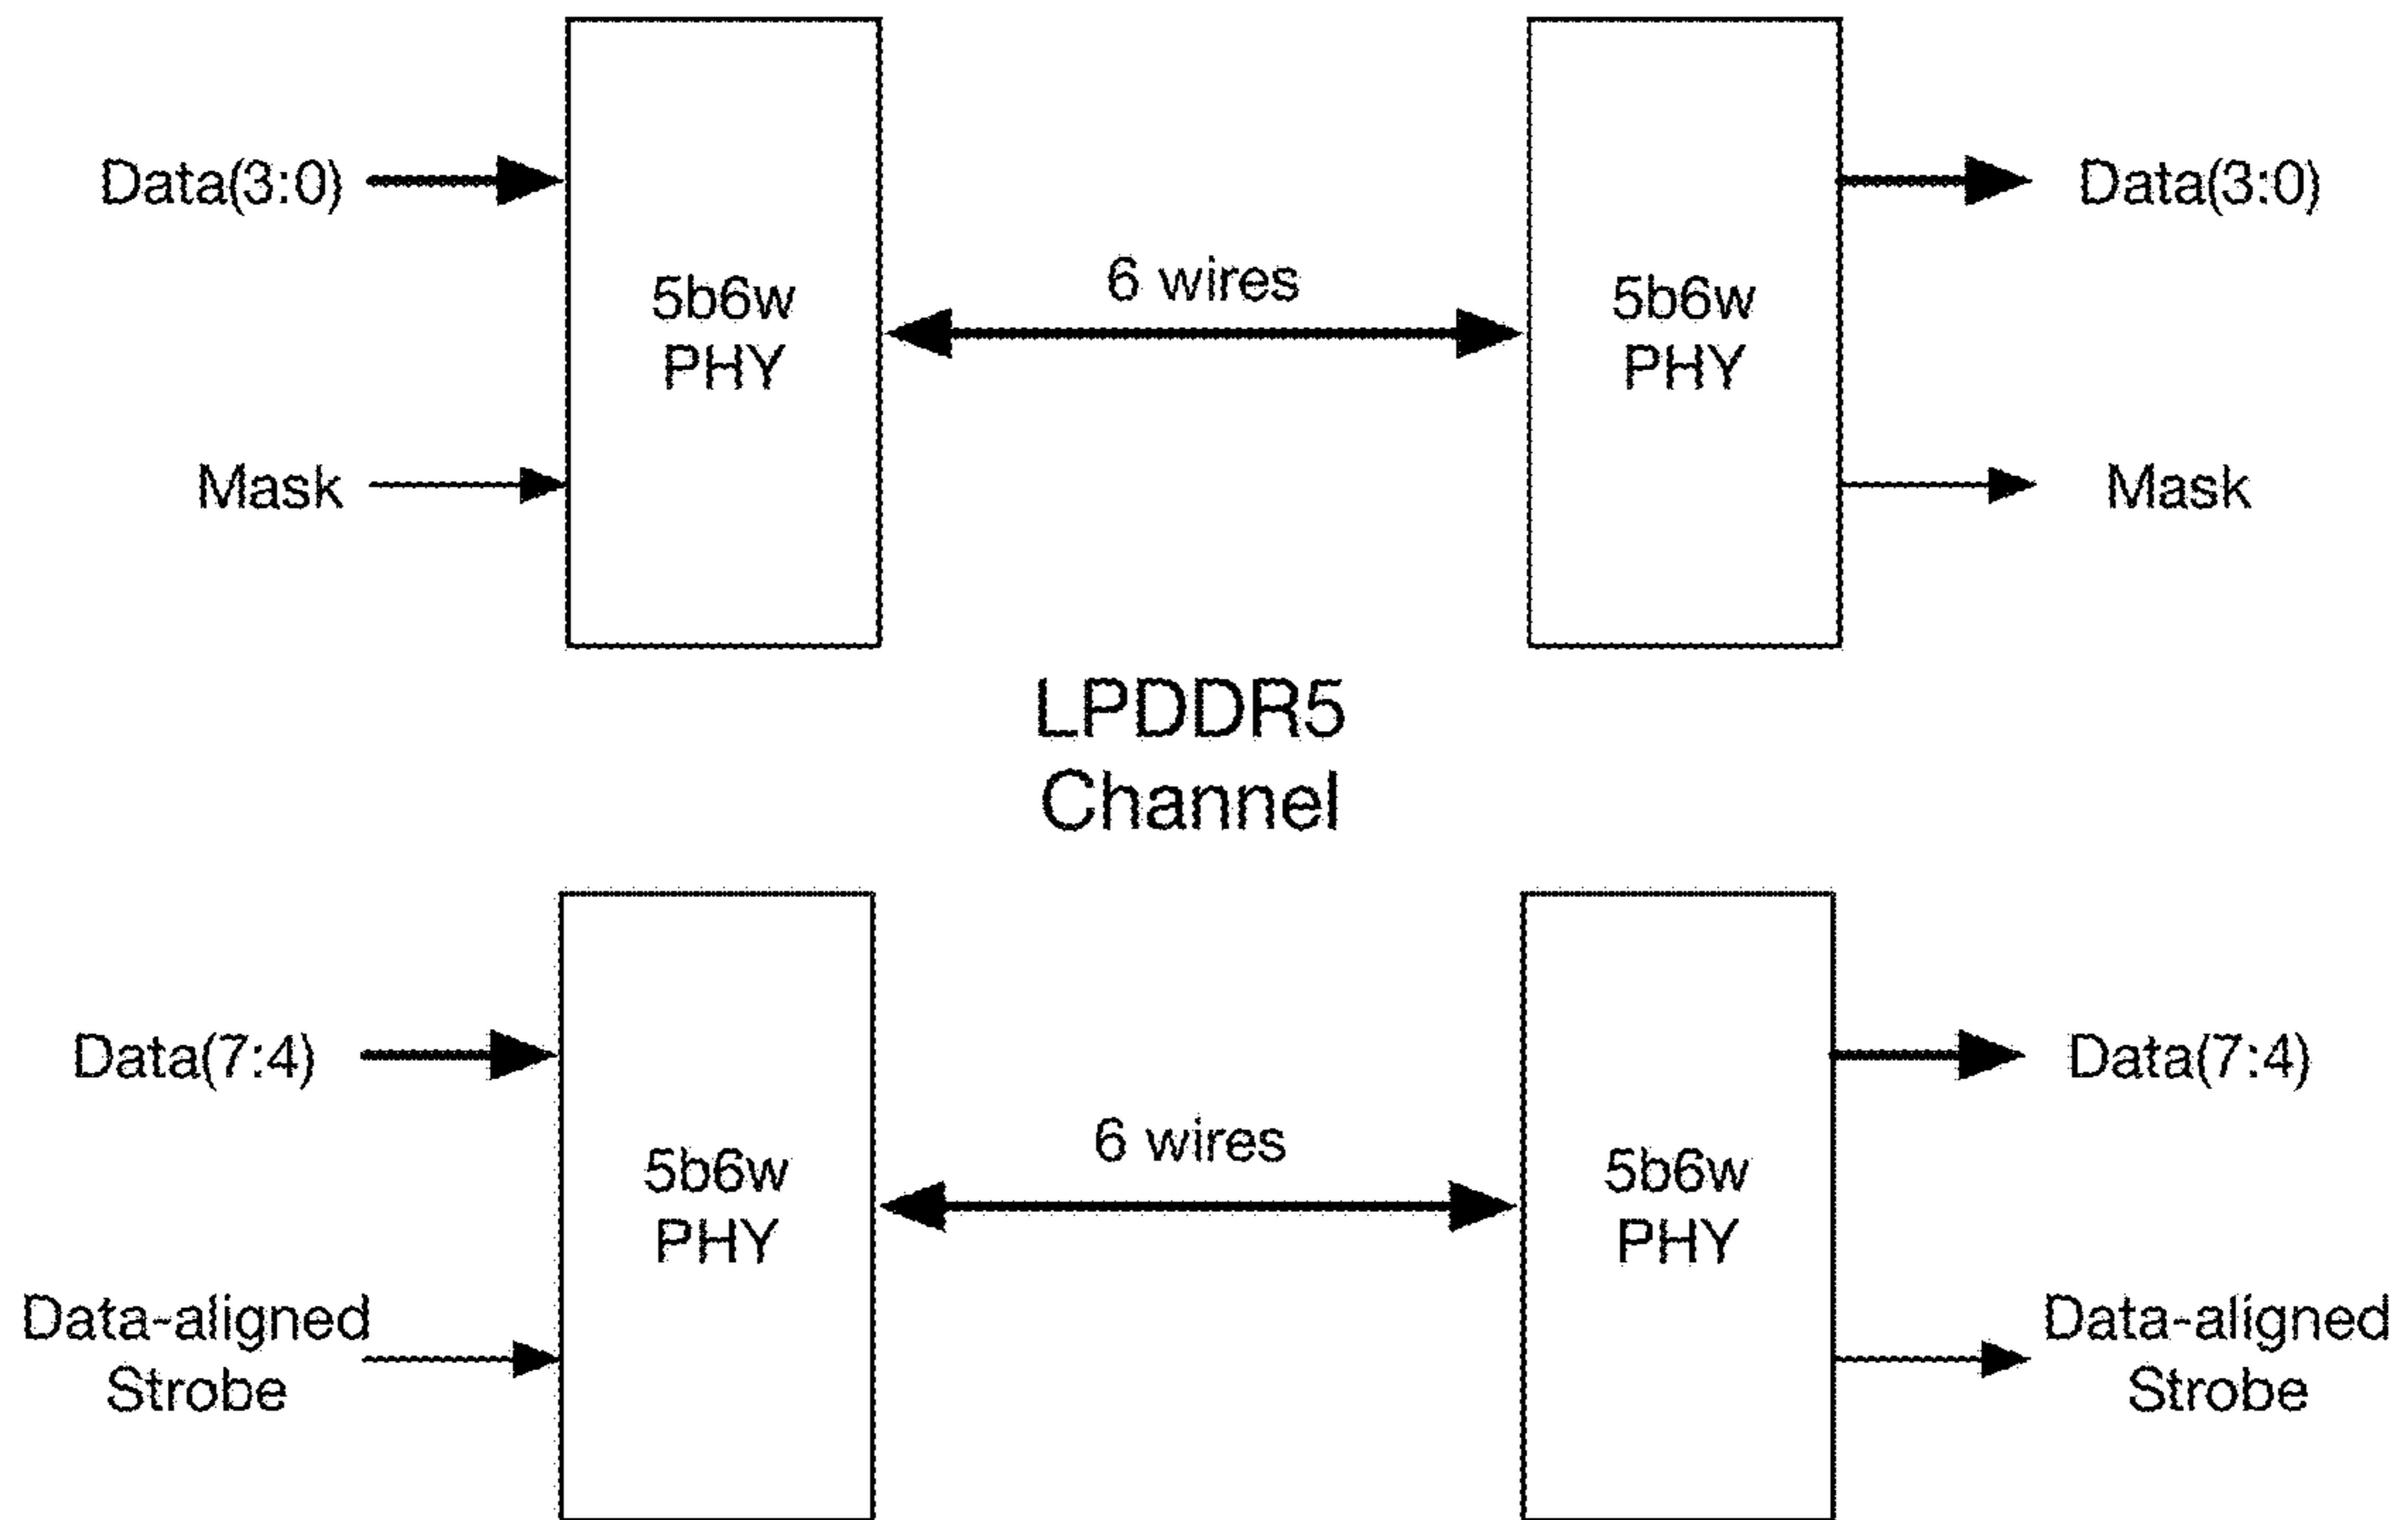 Data(3:0)
Mask
5b6w
PHY
6 wires
5b6w
PHY
Data(3:0)
Mask
LPDDR5
Channel
Data(7:4)
Data-aligned
Strobe
5b6w
PHY
6 wires
5b6w
PHY
Data(7:4)
Data-aligned
Strobe